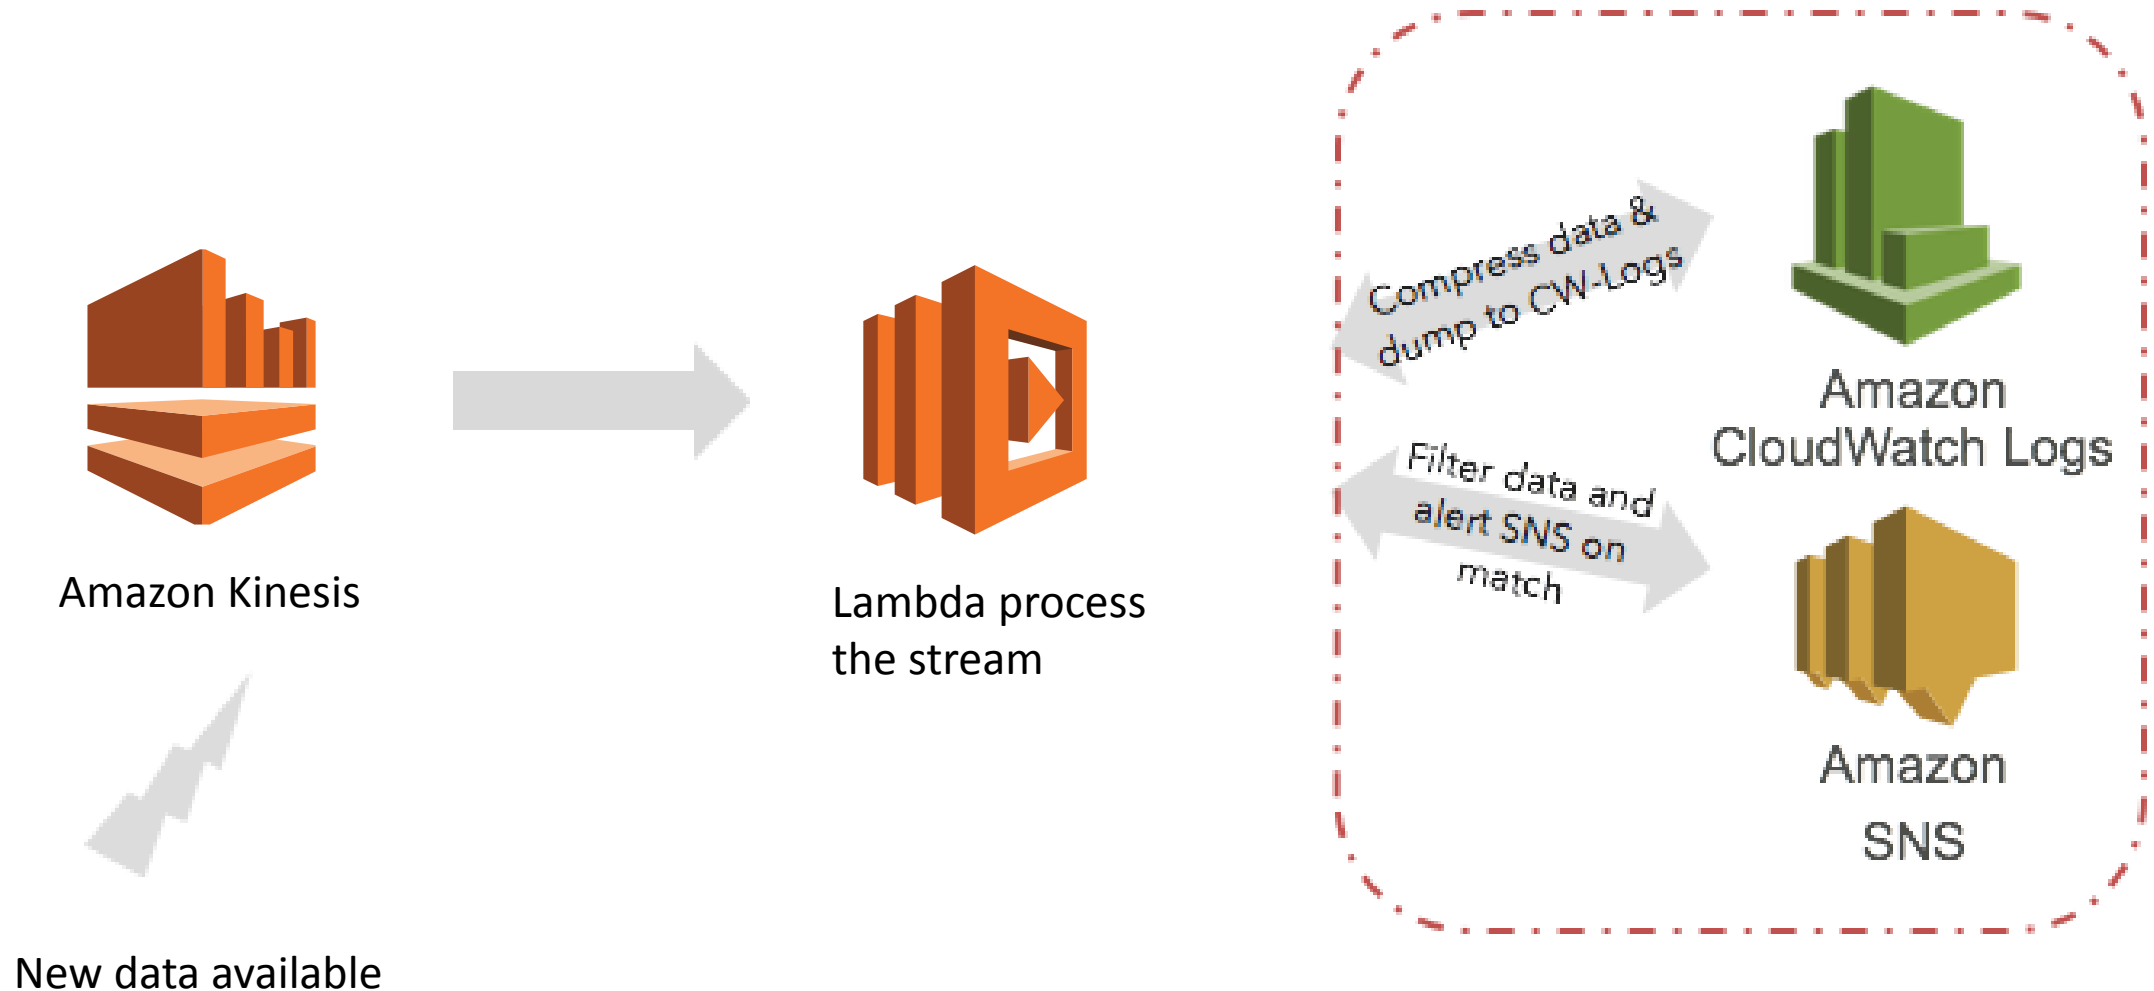 Amazon Kinesis
New data available
Lambda process
the stream
Compress data &
dump to CW-Logs
Filter data and
alert SNS on
match
Amazon
CloudWatch Logs
Amazon
SNS